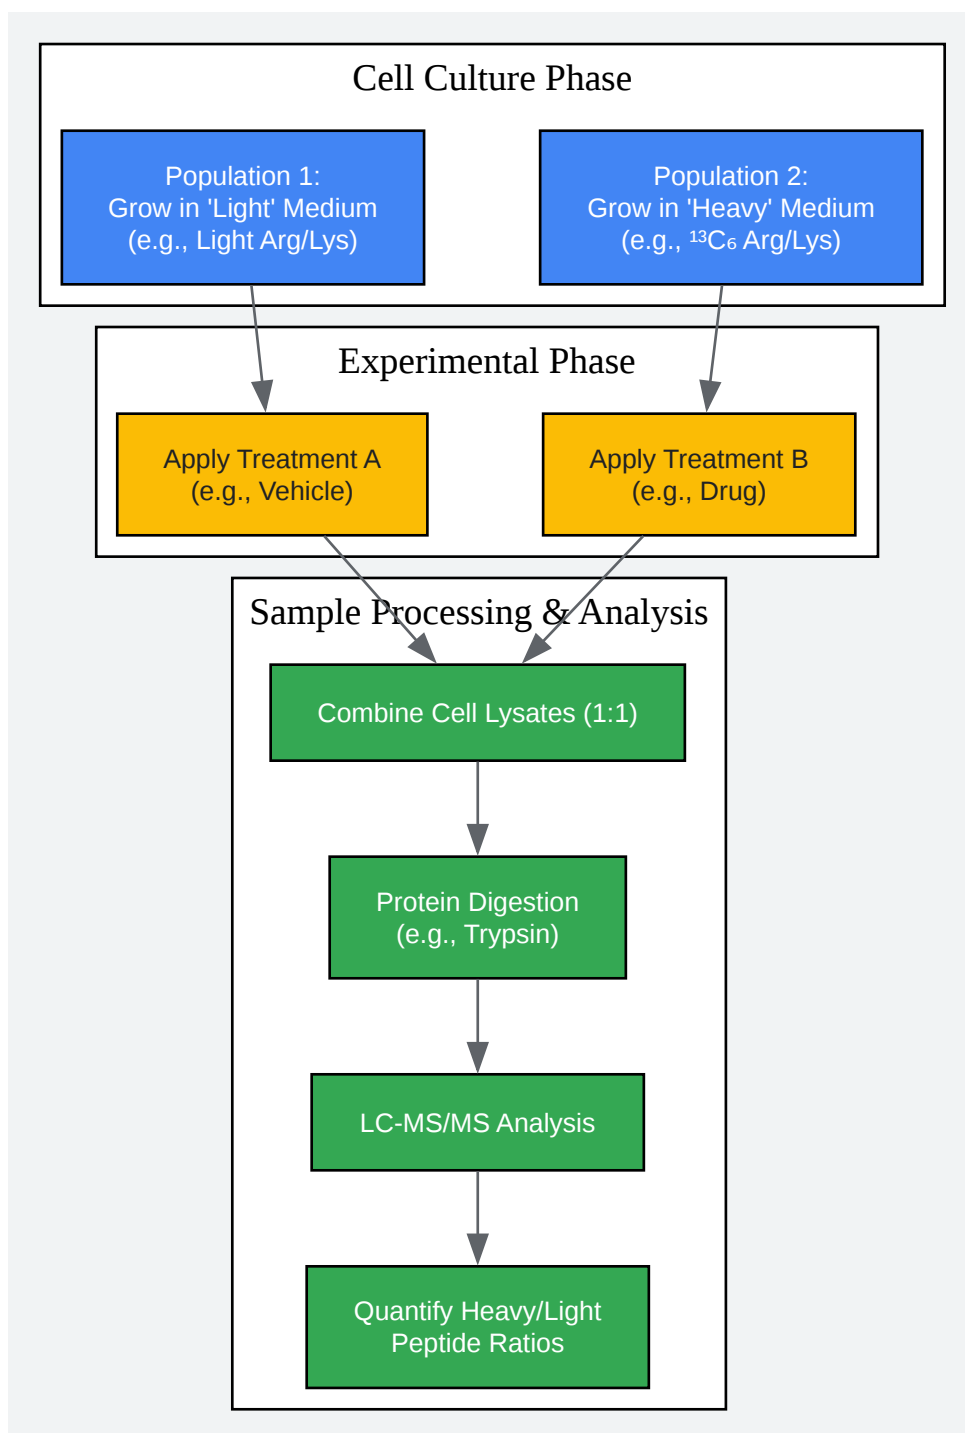 Cell Culture Phase
Population 1:
Grow in 'Light' Medium
(e.g., Light Arg/Lys)
Population 2:
Grow in 'Heavy' Medium
(e.g., ¹³C₆ Arg/Lys)
Experimental Phase
Apply Treatment A
(e.g., Vehicle)
Apply Treatment B
(e.g., Drug)
Sample Processing & Analysis
Combine Cell Lysates (1:1)
Protein Digestion
(e.g., Trypsin)
LC-MS/MS Analysis
Quantify Heavy/Light
Peptide Ratios